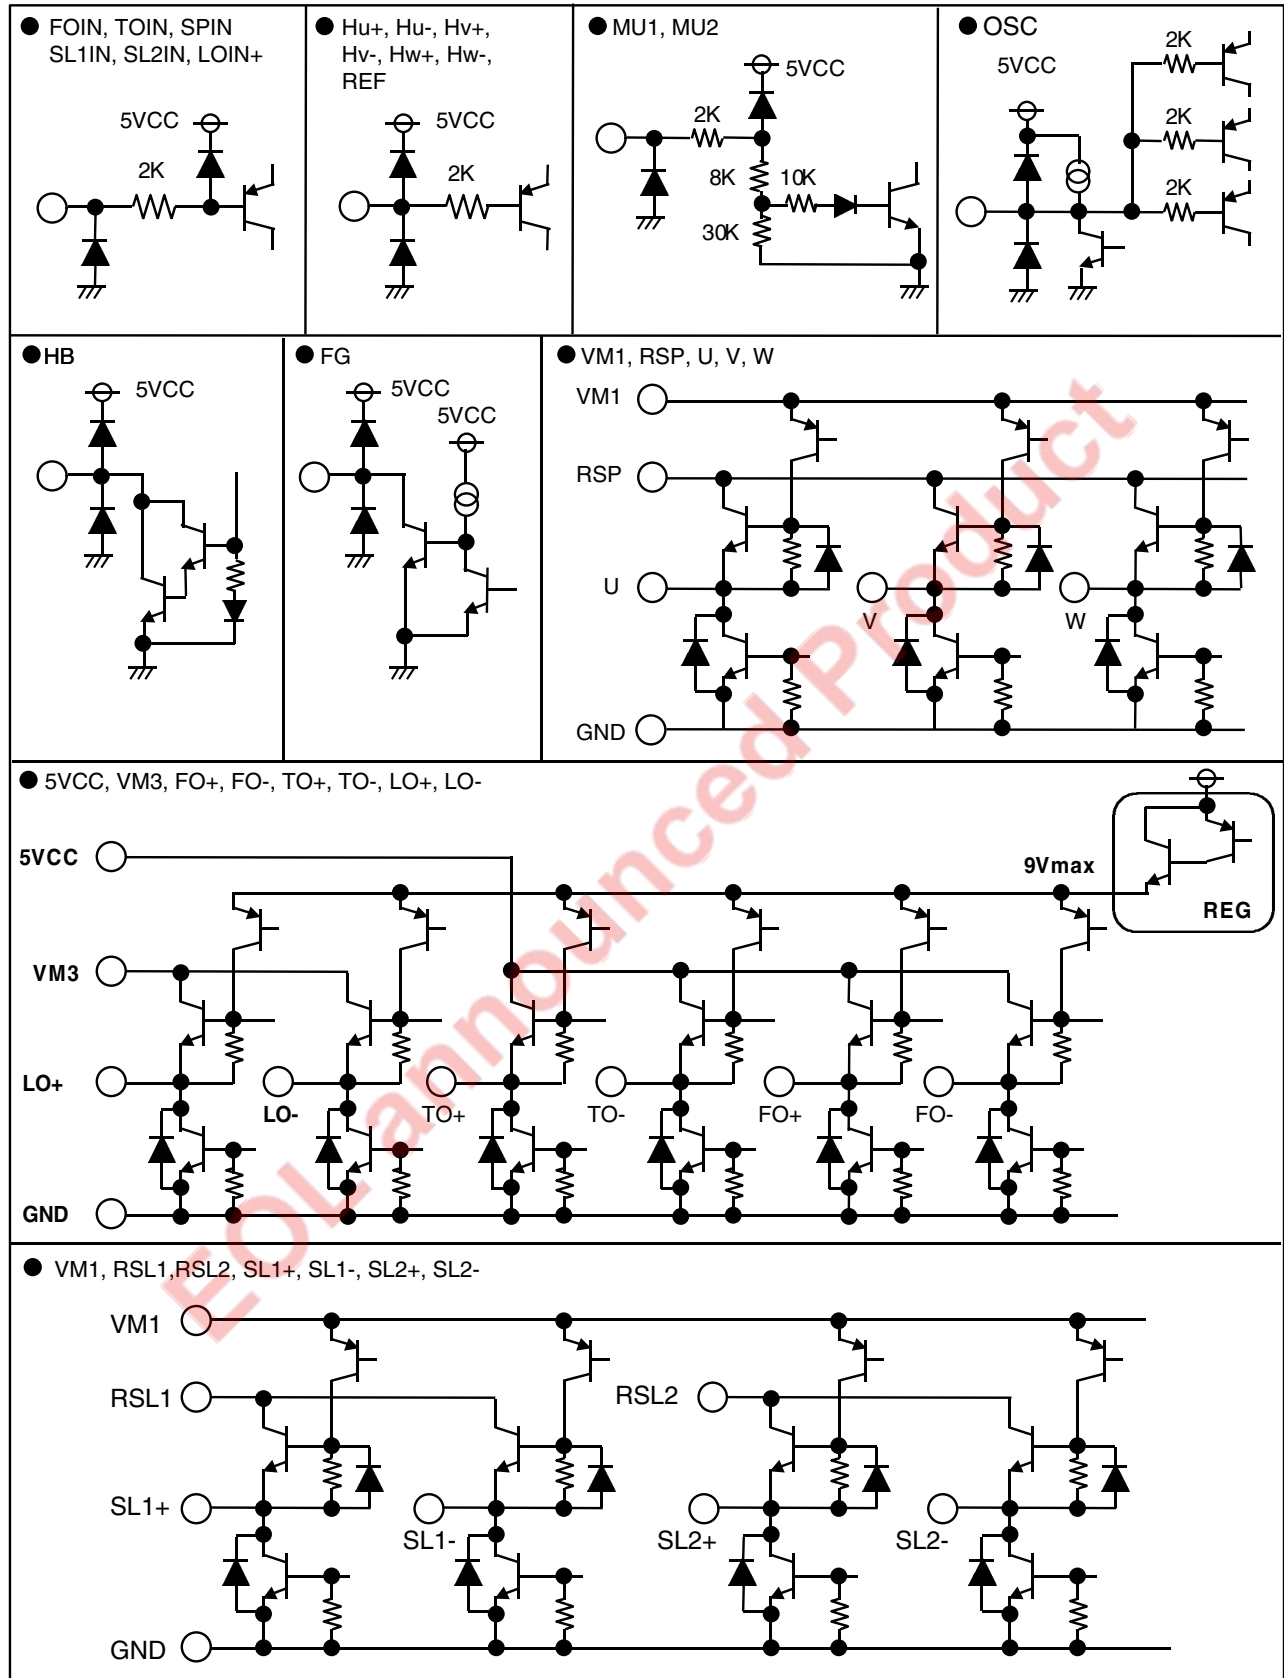 ● FOIN, TOIN, SPIN
SL1IN, SL2IN, LOIN+
5VCC
2K
● Hu+, Hu-, Hv+,
Hv-, Hw+, Hw-,
REF
5VCC
2K
● MU1, MU2
5VCC
2K
8K
10K
30K
● OSC
5VCC
2K
2K
2K
● HB
5VCC
● FG
5VCC
5VCC
● VM1, RSP, U, V, W
VM1
RSP
U
V
W
GND
● 5VCC, VM3, FO+, FO-, TO+, TO-, LO+, LO-
5VCC
9Vmax
REG
VM3
LO+
LO-
TO+
TO-
FO+
FO-
GND
● VM1, RSL1,RSL2, SL1+, SL1-, SL2+, SL2-
VM1
RSL1
RSL2
SL1+
SL1-
SL2+
SL2-
GND
EOL announced Product